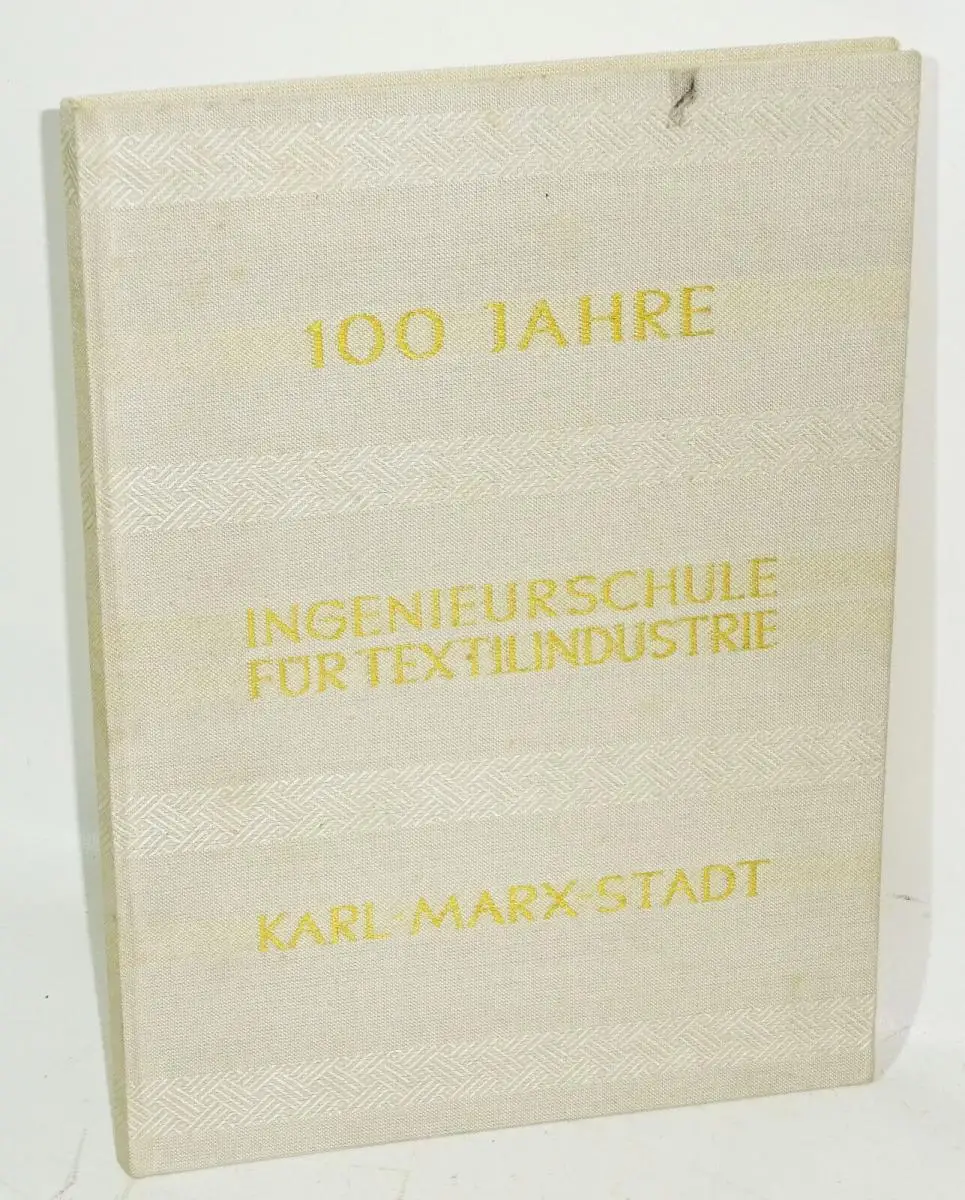 100 JAHRE
INGENIEURSCHULE
FÜR TEXTILINDUSTRIE
KARL-MARX-STADT